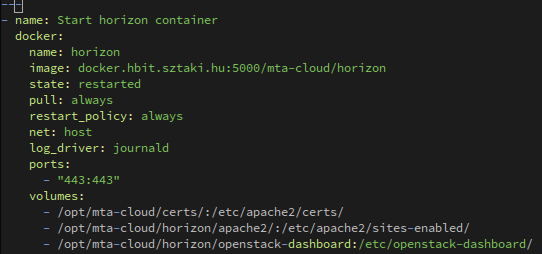 ---
- name: Start horizon container
  docker:
    name: horizon
    image: docker.hbit.sztaki.hu:5000/mta-cloud/horizon
    state: restarted
    pull: always
    restart_policy: always
    net: host
    log_driver: journald
    ports:
      - "443:443"
    volumes:
      - /opt/mta-cloud/certs/:/etc/apache2/certs/
      - /opt/mta-cloud/horizon/apache2/:/etc/apache2/sites-enabled/
      - /opt/mta-cloud/horizon/openstack-dashboard:/etc/openstack-dashboard/